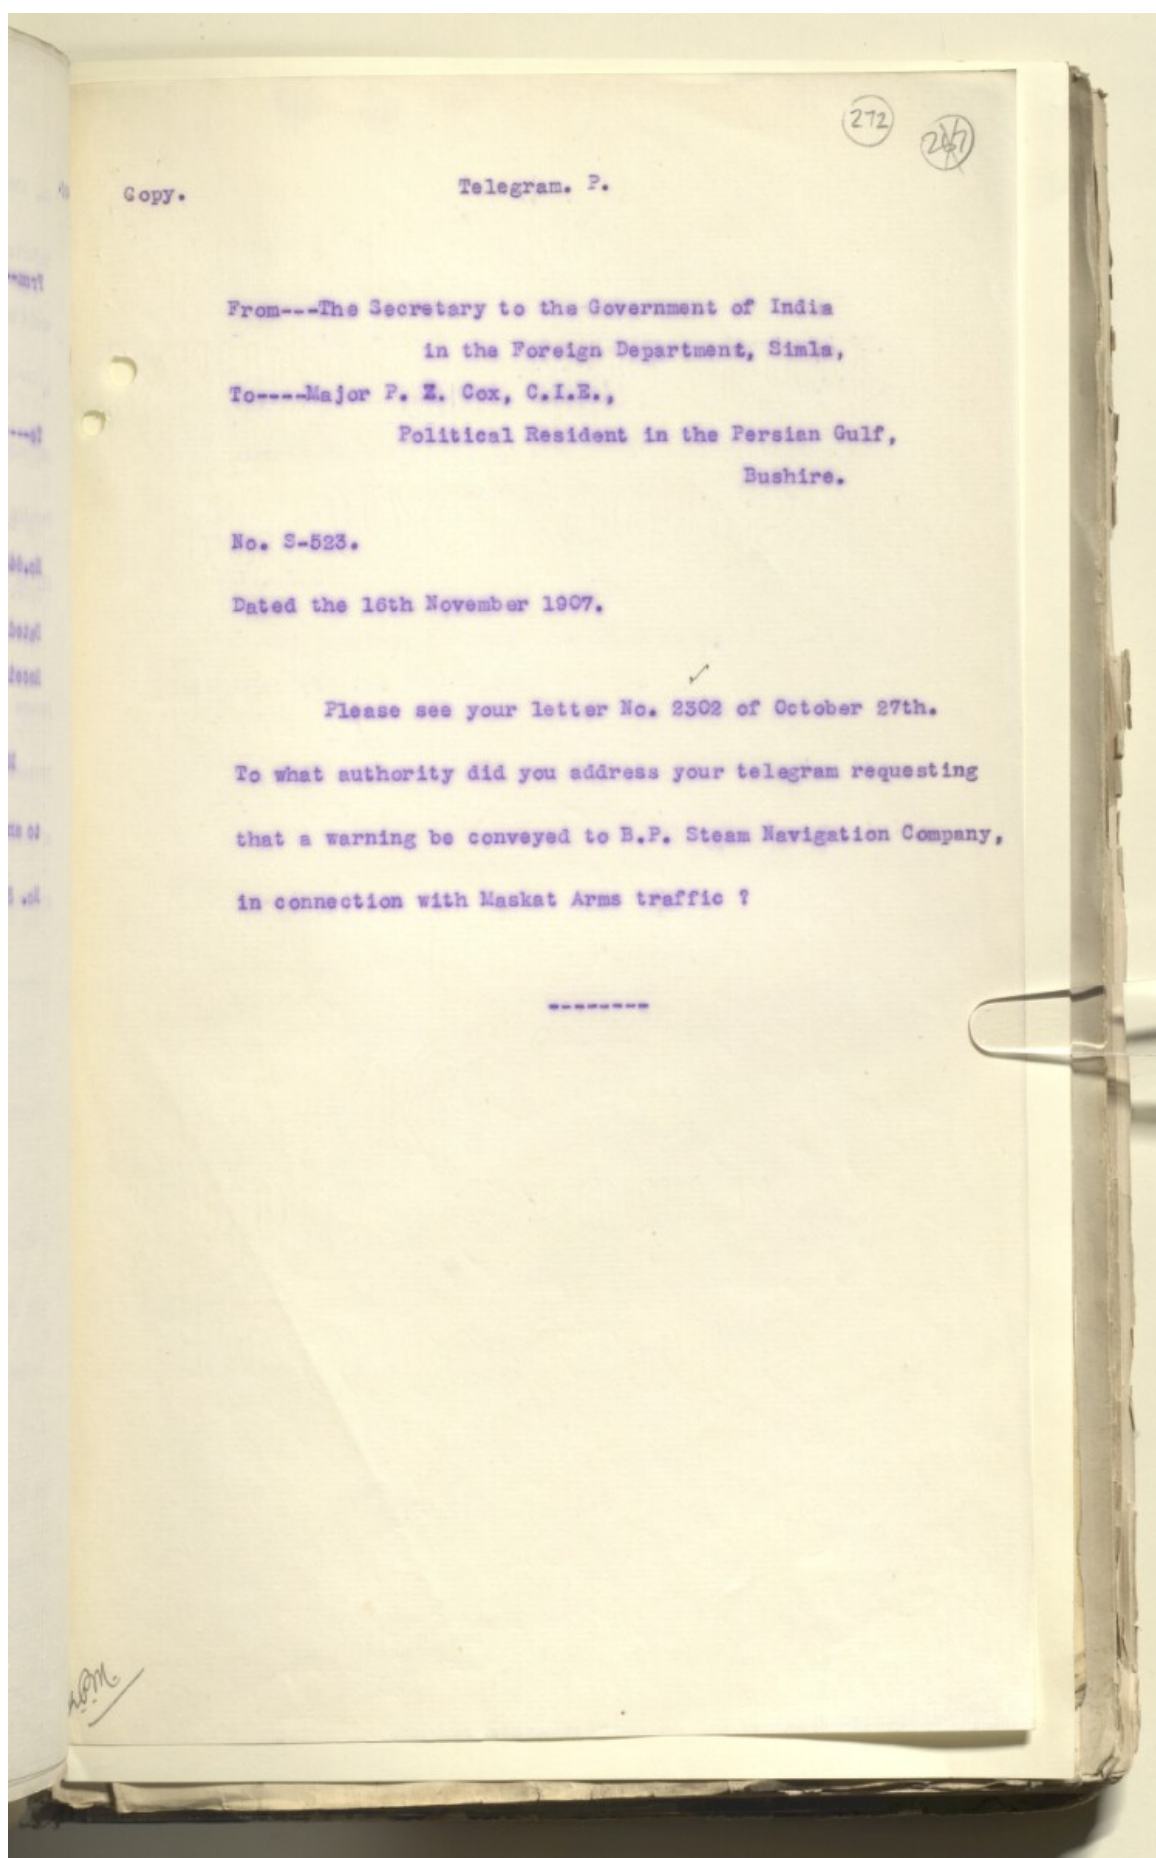 272
267
Copy.
Telegram. P.
From---The Secretary to the Government of India
in the Foreign Department, Simla,
To----Major P. Z. Cox, C.I.E.,
Political Resident in the Persian Gulf,
Bushire.
No. S-523.
Dated the 16th November 1907.
Please see your letter No. 2302 of October 27th.
To what authority did you address your telegram requesting
that a warning be conveyed to B.P. Steam Navigation Company,
in connection with Maskat Arms traffic ?
--------